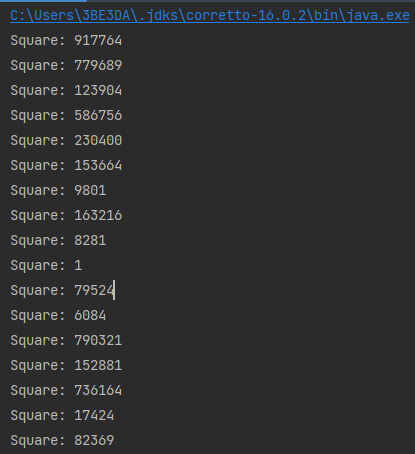 C:\Users\3BE3DA\.jdks\corretto-16.0.2\bin\java.exe
Square: 917764
Square: 779689
Square: 123904
Square: 586756
Square: 230400
Square: 153664
Square: 9801
Square: 163216
Square: 8281
Square: 1
Square: 79524
Square: 6084
Square: 790321
Square: 152881
Square: 736164
Square: 17424
Square: 82369